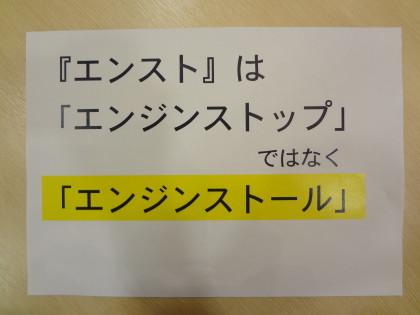 『エンスト』は
「エンジンストップ」
ではなく
「エンジンストール」